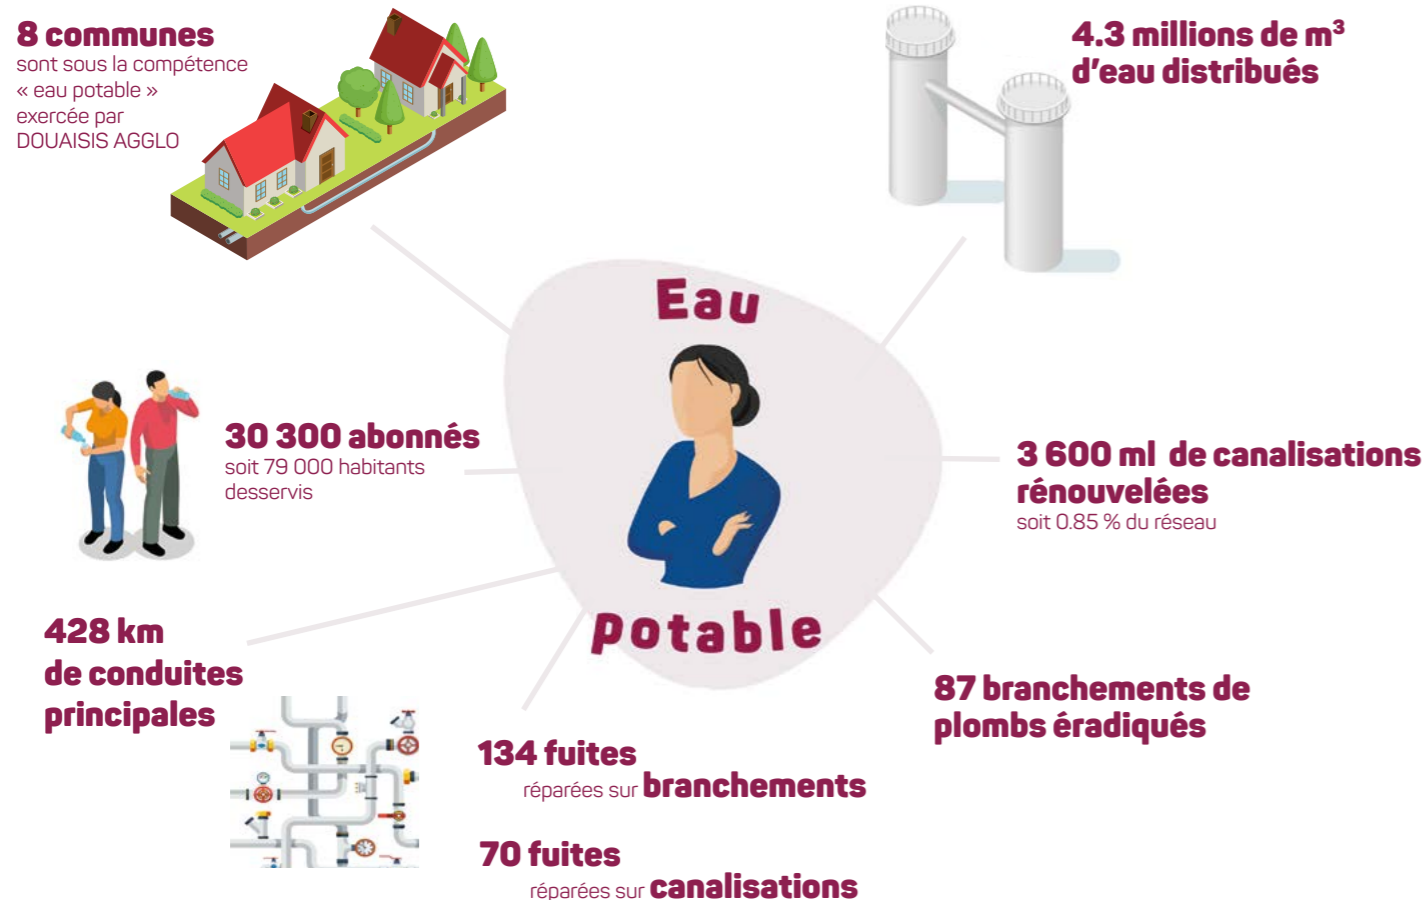 8 communes
sont sous la compétence
« eau potable »
exercée par
DOUAISIS AGGLO
4.3 millions de m³
d'eau distribués
Eau
potable
30 300 abonnés
soit 79 000 habitants
desservis
3 600 ml de canalisations
rénouvelées
soit 0.85 % du réseau
428 km
de conduites
principales
87 branchements de
plombs éradiqués
134 fuites
réparées sur branchements
70 fuites
réparées sur canalisations